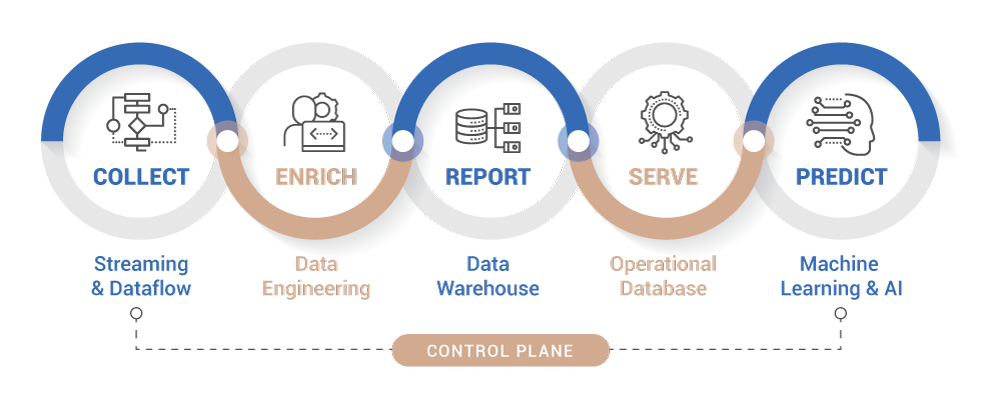 COLLECT
ENRICH
REPORT
SERVE
PREDICT
Streaming
& Dataflow
Data
Engineering
Data
Warehouse
Operational
Database
Machine
Learning & AI
CONTROL PLANE